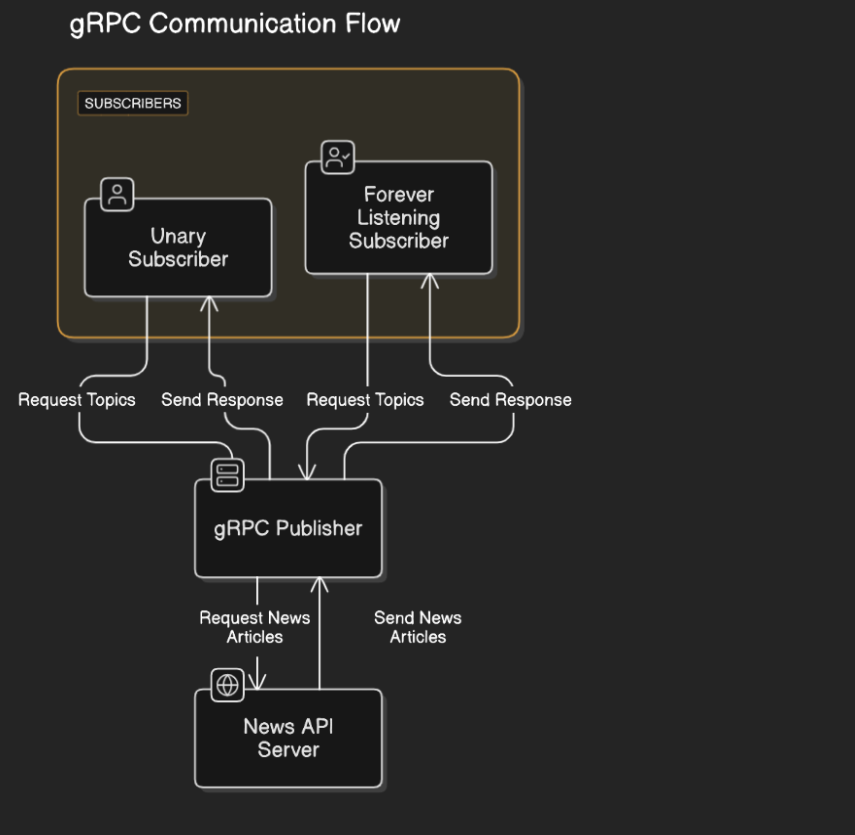 gRPC Communication Flow
SUBSCRIBERS
Unary
Subscriber
Forever
Listening
Subscriber
Request Topics
Send Response
Request Topics
Send Response
gRPC Publisher
Request News
Articles
Send News
Articles
News API
Server